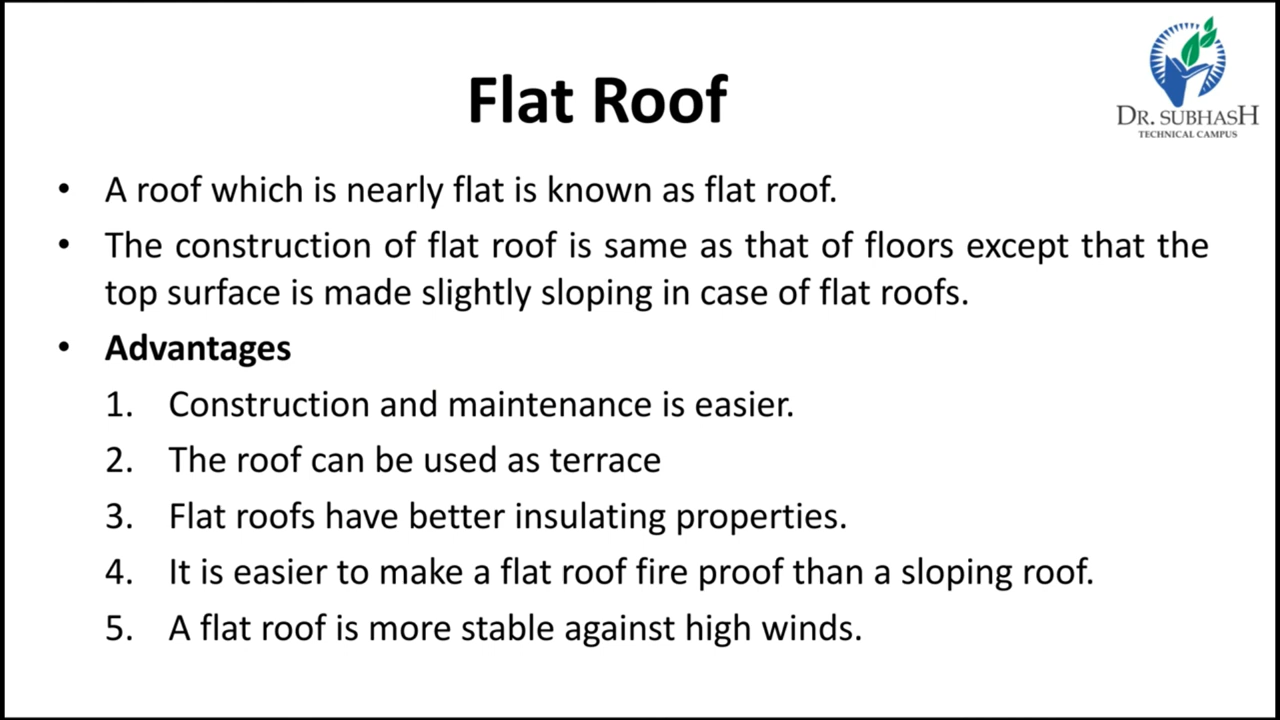 DR. SUBHASH
TECHNICAL CAMPUS
Flat Roof
• A roof which is nearly flat is known as flat roof.
• The construction of flat roof is same as that of floors except that the
top surface is made slightly sloping in case of flat roofs.
• Advantages
1. Construction and maintenance is easier.
2. The roof can be used as terrace
3. Flat roofs have better insulating properties.
4. It is easier to make a flat roof fire proof than a sloping roof.
5. A flat roof is more stable against high winds.